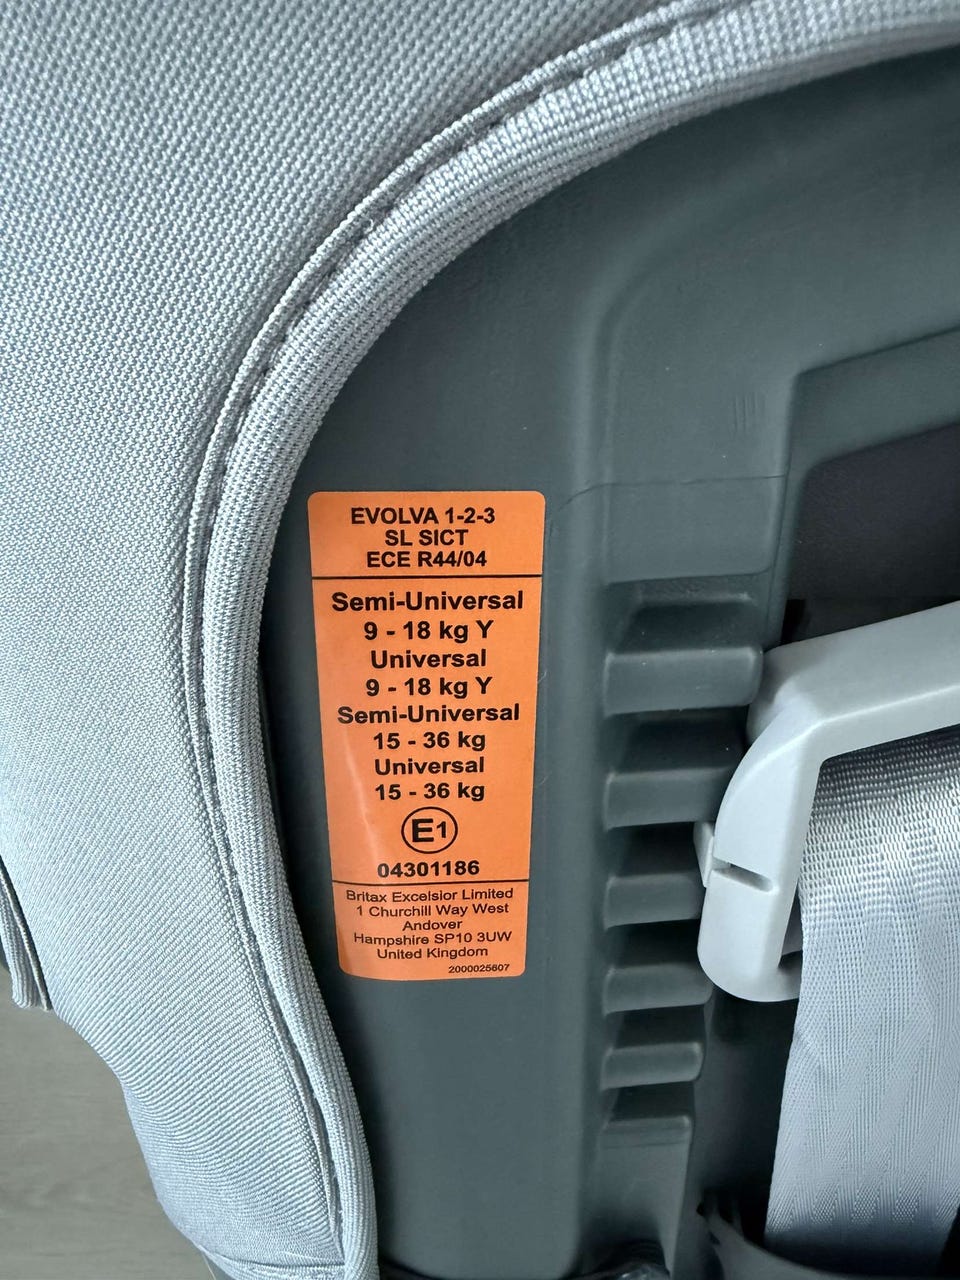 EVOLVA 1-2-3
SL SICT
ECE R44/04
Semi-Universal
9 - 18 kg Y
Universal
9 - 18 kg Y
Semi-Universal
15 - 36 kg
Universal
15 - 36 kg
E1
04301186
Britax Excelsior Limited
1 Churchill Way West
Andover
Hampshire SP10 3UW
United Kingdom
2000025607